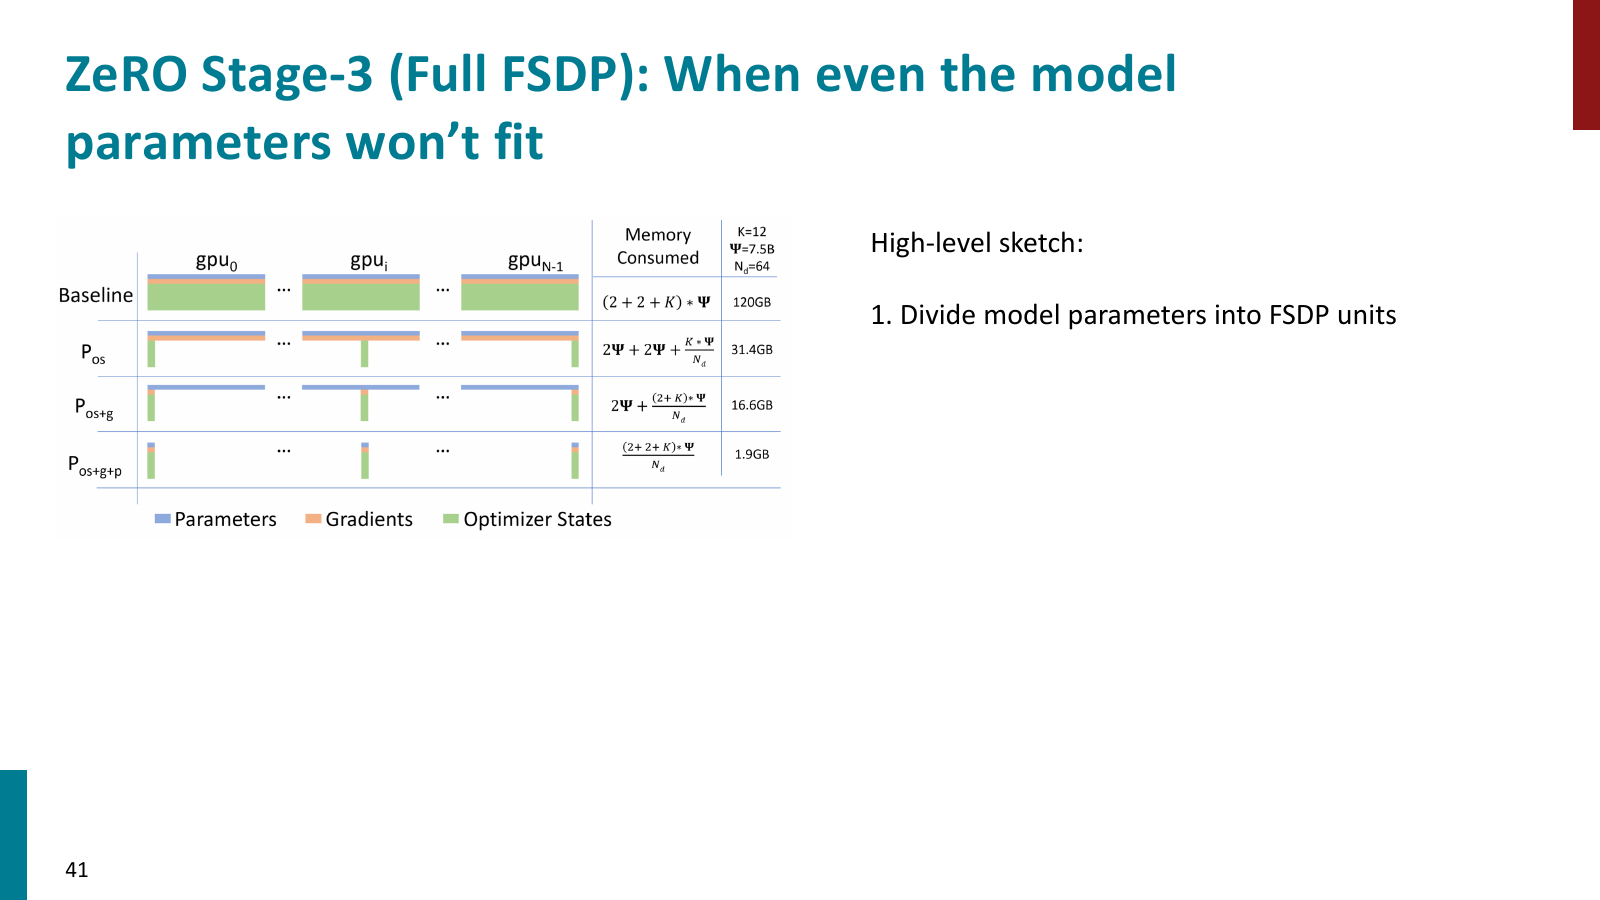 ZeRO Stage-3 (Full FSDP): When even the model
parameters won’t fit
gpu0 gpui gpuN-1 Memory Consumed K=12 Ψ=7.5B Nd=64
Baseline ... ... (2 + 2 + K) ∗ Ψ 120GB
Pos ... ... 2Ψ + 2Ψ + K ∗ Ψ / Nd 31.4GB
Pos+g ... ... 2Ψ + (2+ K)∗ Ψ / Nd 16.6GB
Pos+g+p ... ... (2+ 2+ K)∗ Ψ / Nd 1.9GB
Parameters Gradients Optimizer States
High-level sketch:
1. Divide model parameters into FSDP units
41